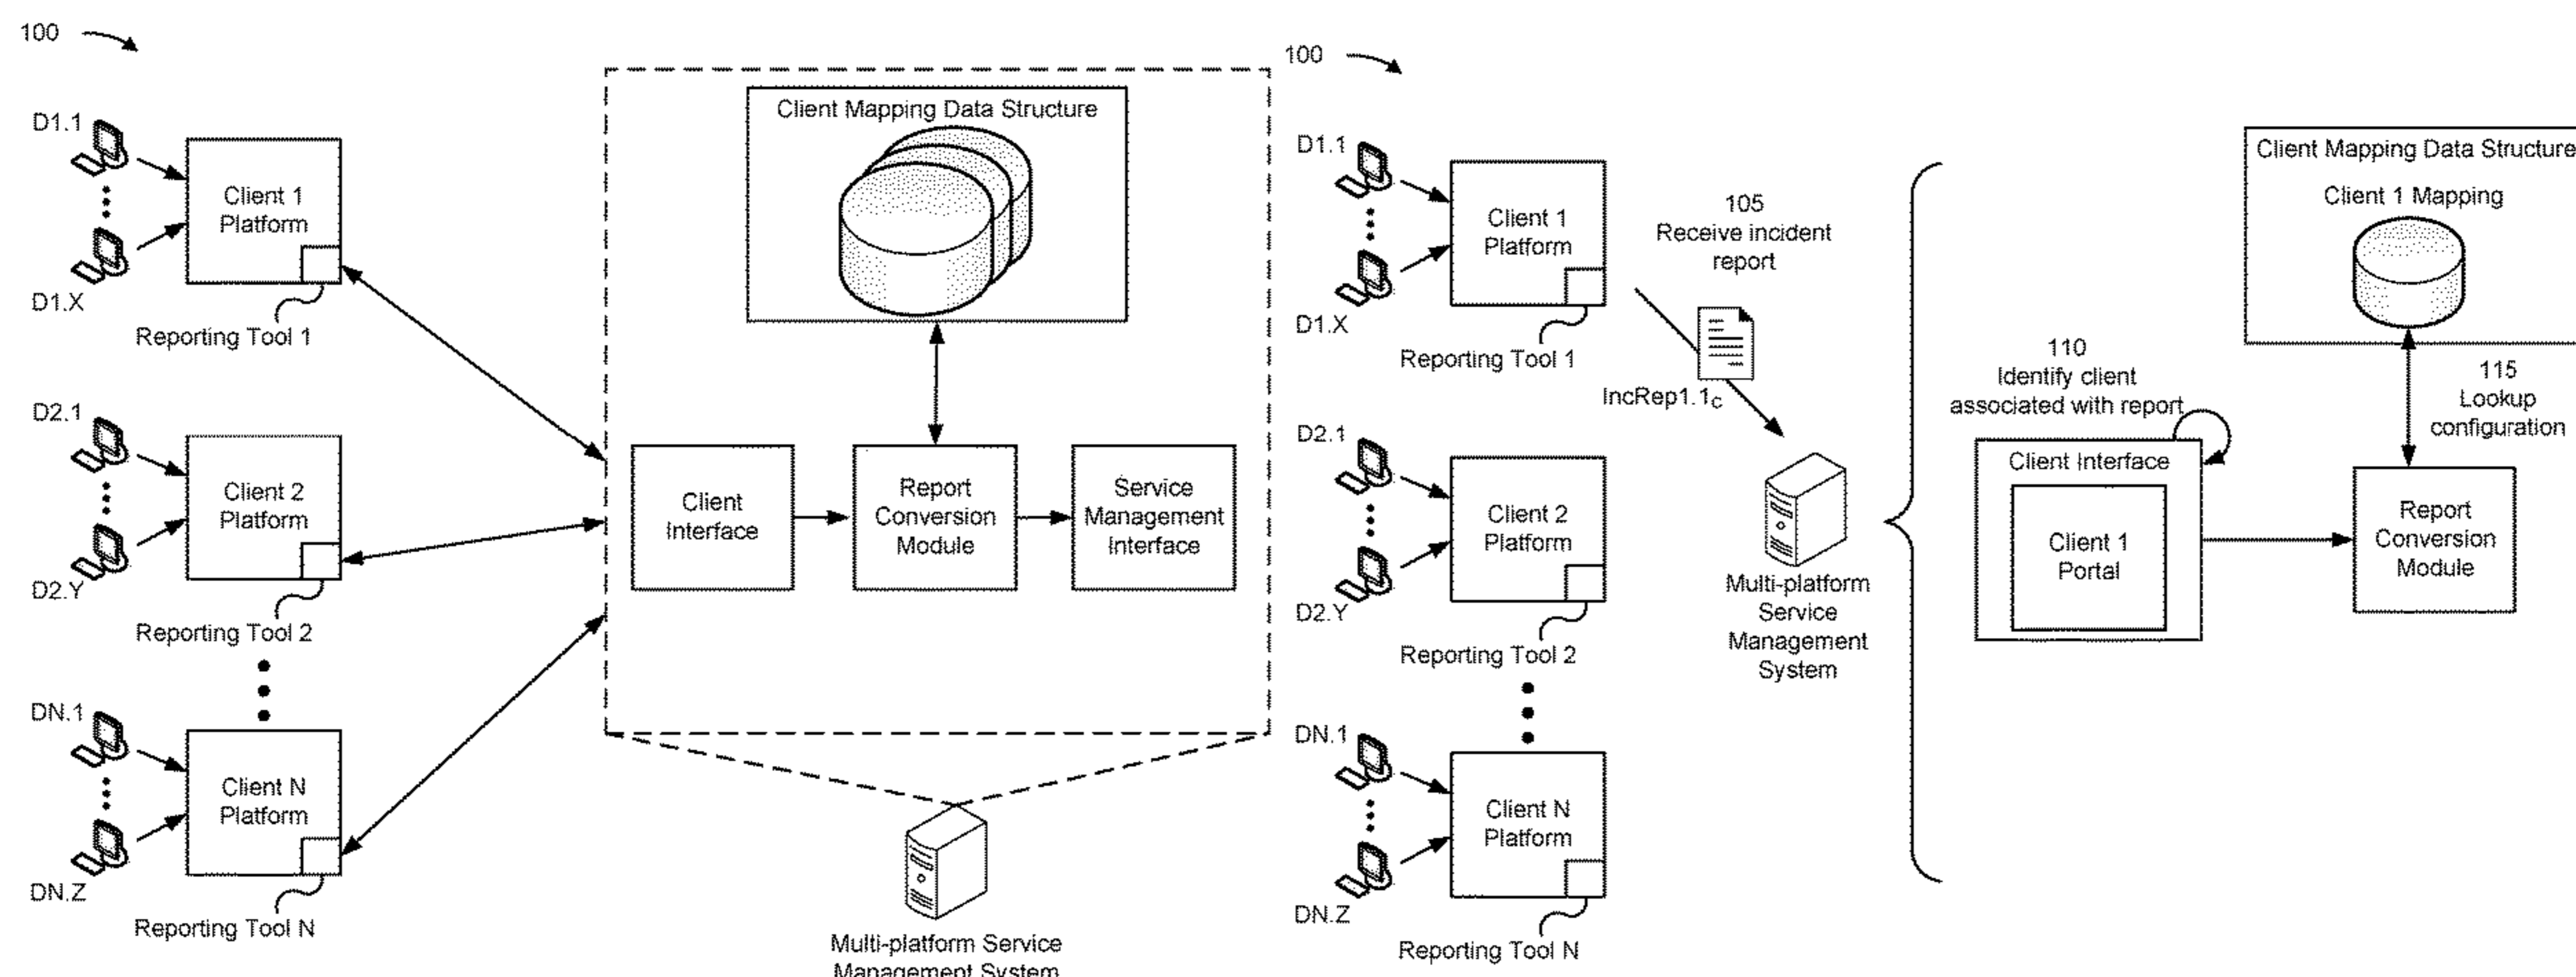 100
D1.1
Client 1
Platform
D1.X
Reporting Tool 1
D2.1
Client 2
Platform
D2.Y
Reporting Tool 2
DN.1
Client N
Platform
DN.Z
Reporting Tool N
Client Mapping Data Structure
Client
Interface
Report
Conversion
Module
Service
Management
Interface
Multi-platform Service
Management System
100
D1.1
Client 1
Platform
D1.X
Reporting Tool 1
D2.1
Client 2
Platform
D2.Y
Reporting Tool 2
DN.1
Client N
Platform
DN.Z
Reporting Tool N
105
Receive incident
report
IncRep1.1c
Multi-platform
Service
Management
System
Client Mapping Data Structure
Client 1 Mapping
110
Identify client
associated with report
115
Lookup
configuration
Client Interface
Client 1
Portal
Report
Conversion
Module